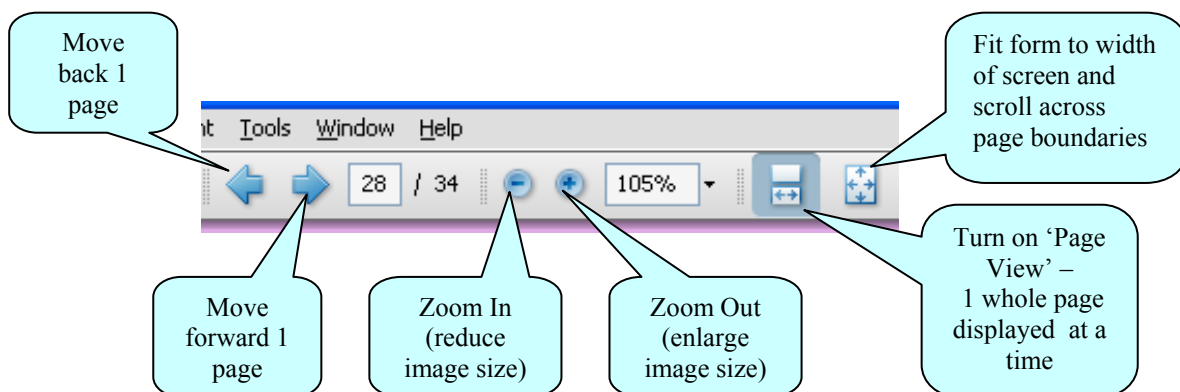 Move
back 1
page
Fit form to width
of screen and
scroll across
page boundaries
nt Tools Window Help
28 / 34 105%
Move
forward 1
page
Zoom In
(reduce
image size)
Zoom Out
(enlarge
image size)
Turn on ‘Page
View’ –
1 whole page
displayed at a
time